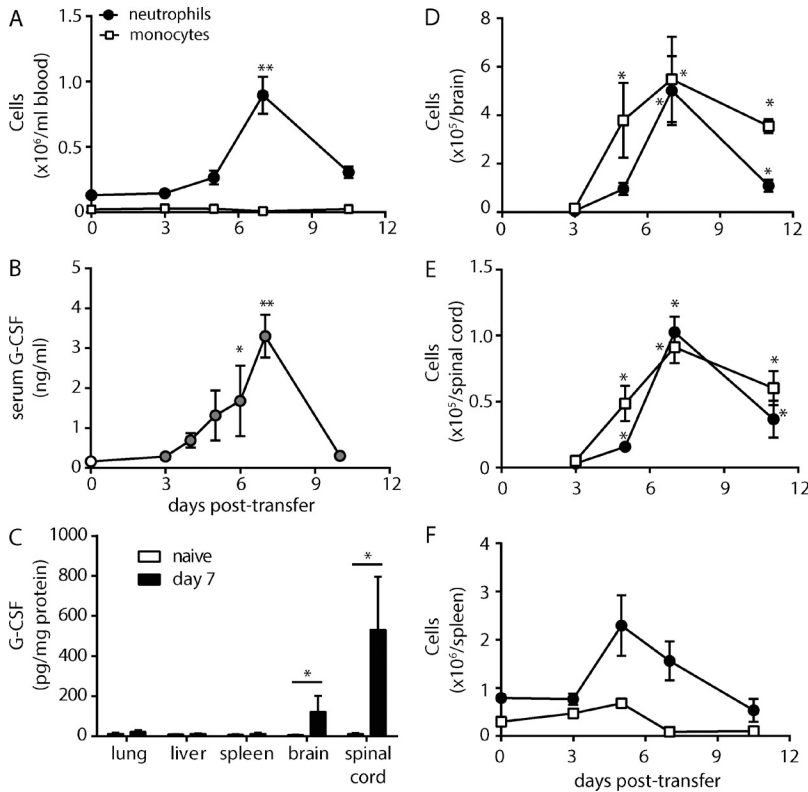 A
neutrophils
monocytes
Cells
(x10⁶/ml blood)
1.5
1.0
0.5
0
0 3 6 9 12
**
B
serum G-CSF
(ng/ml)
5
4
3
2
1
0
*
**
0 3 6 9 12
days post-transfer
C
G-CSF
(pg/mg protein)
1000
800
600
400
200
0
naive
day 7
*
*
lung liver spleen brain spinal
cord
D
Cells
(x10⁵/brain)
8
6
4
2
0
*
*
*
*
*
0 3 6 9 12
E
Cells
(x10⁵/spinal cord)
1.5
1.0
0.5
0
*
*
*
*
*
*
0 3 6 9 12
F
Cells
(x10⁶/spleen)
4
3
2
1
0
0 3 6 9 12
days post-transfer